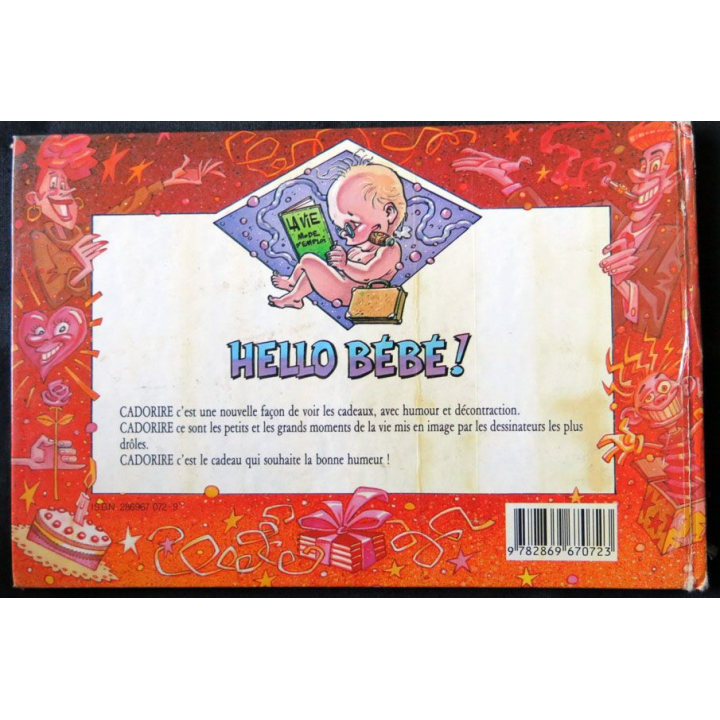 LA VIE
MODE
D'EMPLOI
HELLO BÉBÉ!
CADORIRE c'est une nouvelle façon de voir les cadeaux, avec humour et décontraction.
CADORIRE ce sont les petits et les grands moments de la vie mis en image par les dessinateurs les plus
drôles.
CADORIRE c'est le cadeau qui souhaite la bonne humeur !
ISGN 286967 072-9
9 782869 670723